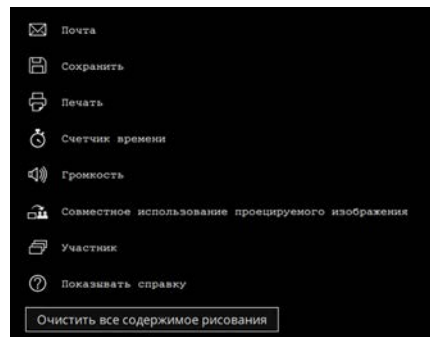 Почта
Сохранить
Печать
Счетчик времени
Громкость
Совместное использование проецируемого изображения
Участник
Показывать справку
Очистить все содержимое рисования